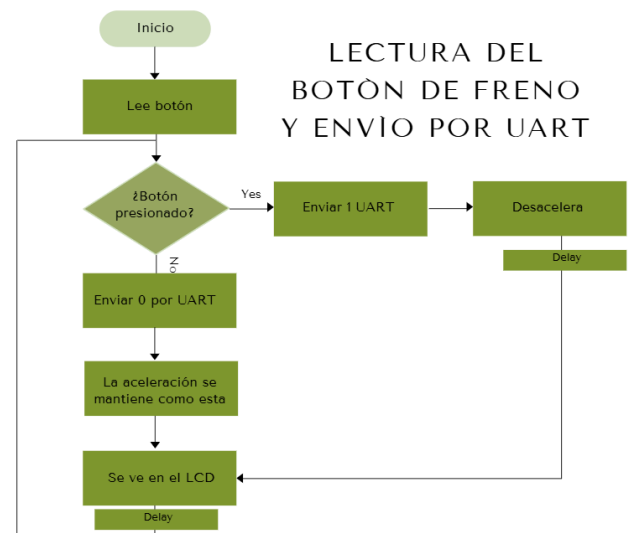 Inicio
LECTURA DEL
BOTÒN DE FRENO
Y ENVÌO POR UART
Lee botón
¿Botón
presionado?
Yes
Enviar 1 UART
Desacelera
Delay
No
Enviar 0 por UART
La aceleración se
mantiene como esta
Se ve en el LCD
Delay